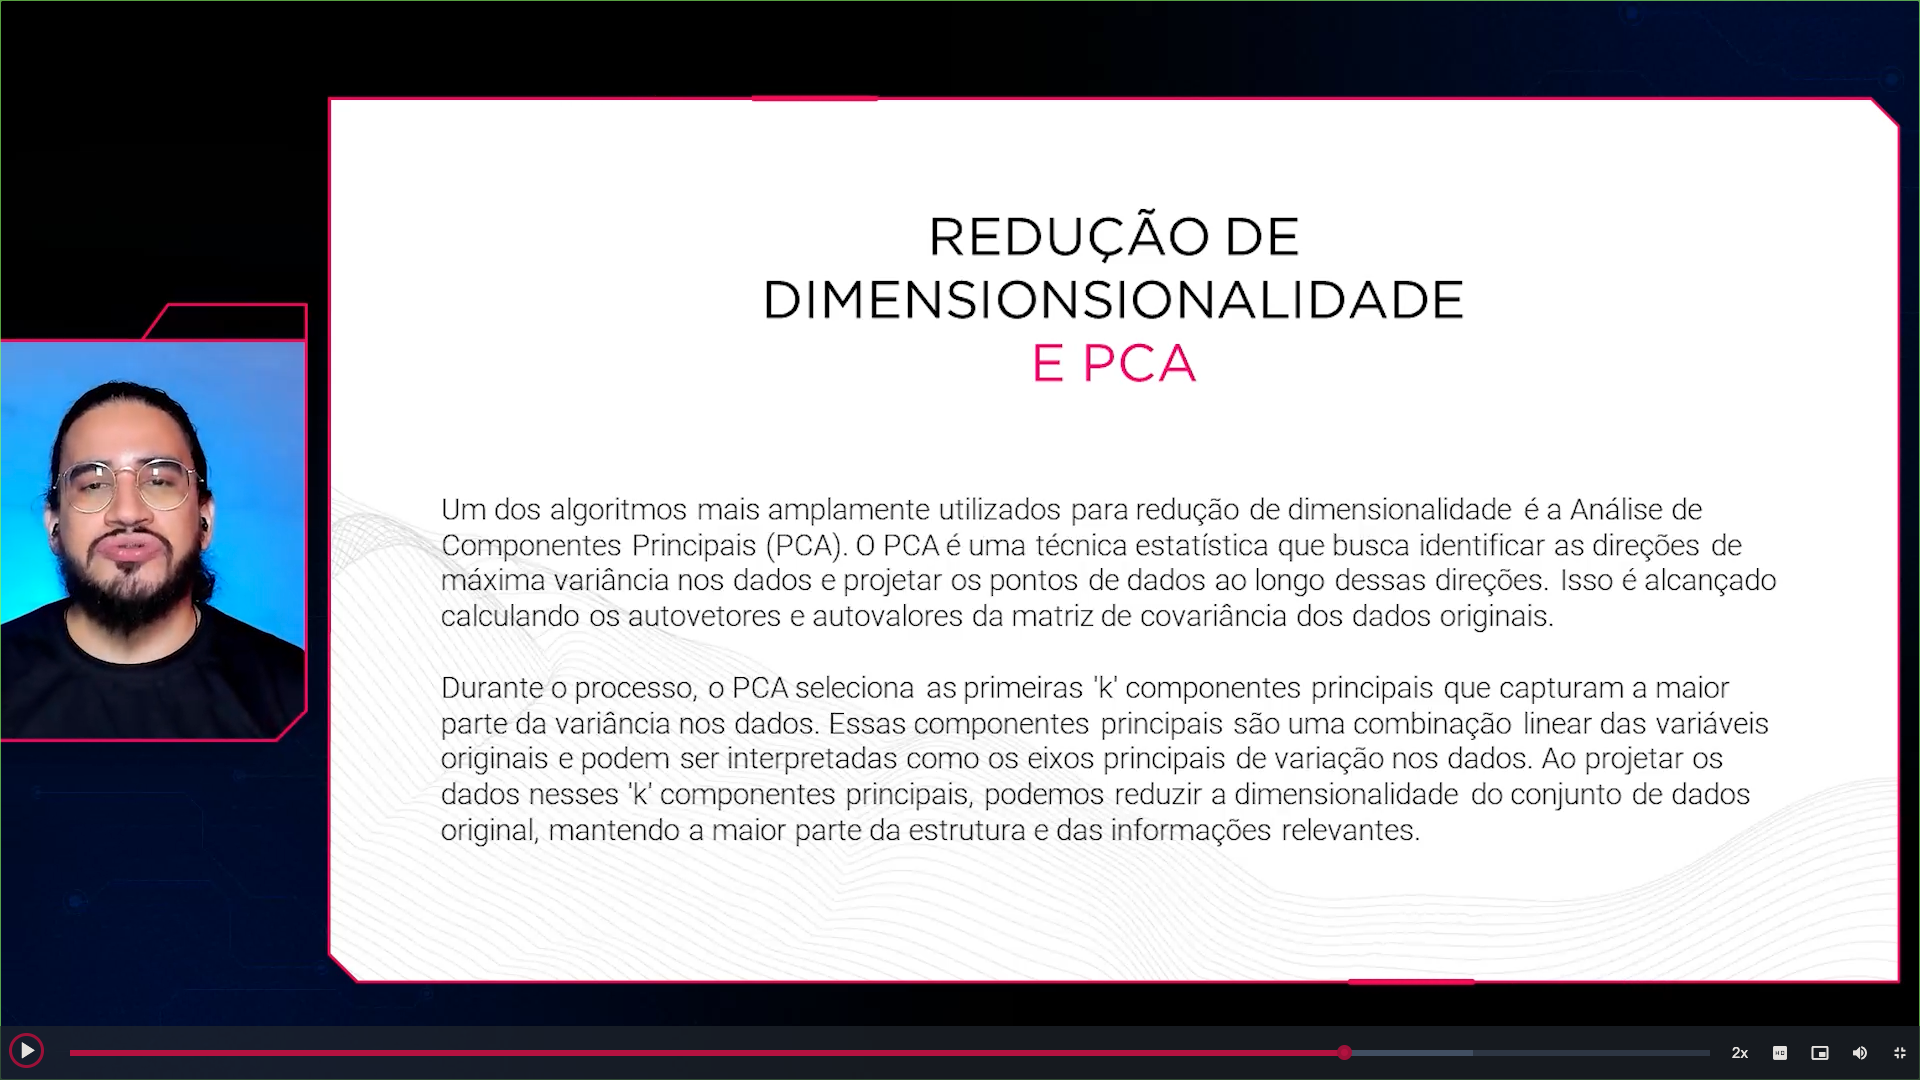 REDUÇÃO DE
DIMENSIONSIONALIDADE
E PCA
Um dos algoritmos mais amplamente utilizados para redução de dimensionalidade é a Análise de
Componentes Principais (PCA). O PCA é uma técnica estatística que busca identificar as direções de
máxima variância nos dados e projetar os pontos de dados ao longo dessas direções. Isso é alcançado
calculando os autovetores e autovalores da matriz de covariância dos dados originais.
Durante o processo, o PCA seleciona as primeiras 'k' componentes principais que capturam a maior
parte da variância nos dados. Essas componentes principais são uma combinação linear das variáveis
originais e podem ser interpretadas como os eixos principais de variação nos dados. Ao projetar os
dados nesses 'k' componentes principais, podemos reduzir a dimensionalidade do conjunto de dados
original, mantendo a maior parte da estrutura e das informações relevantes.
2x
HD